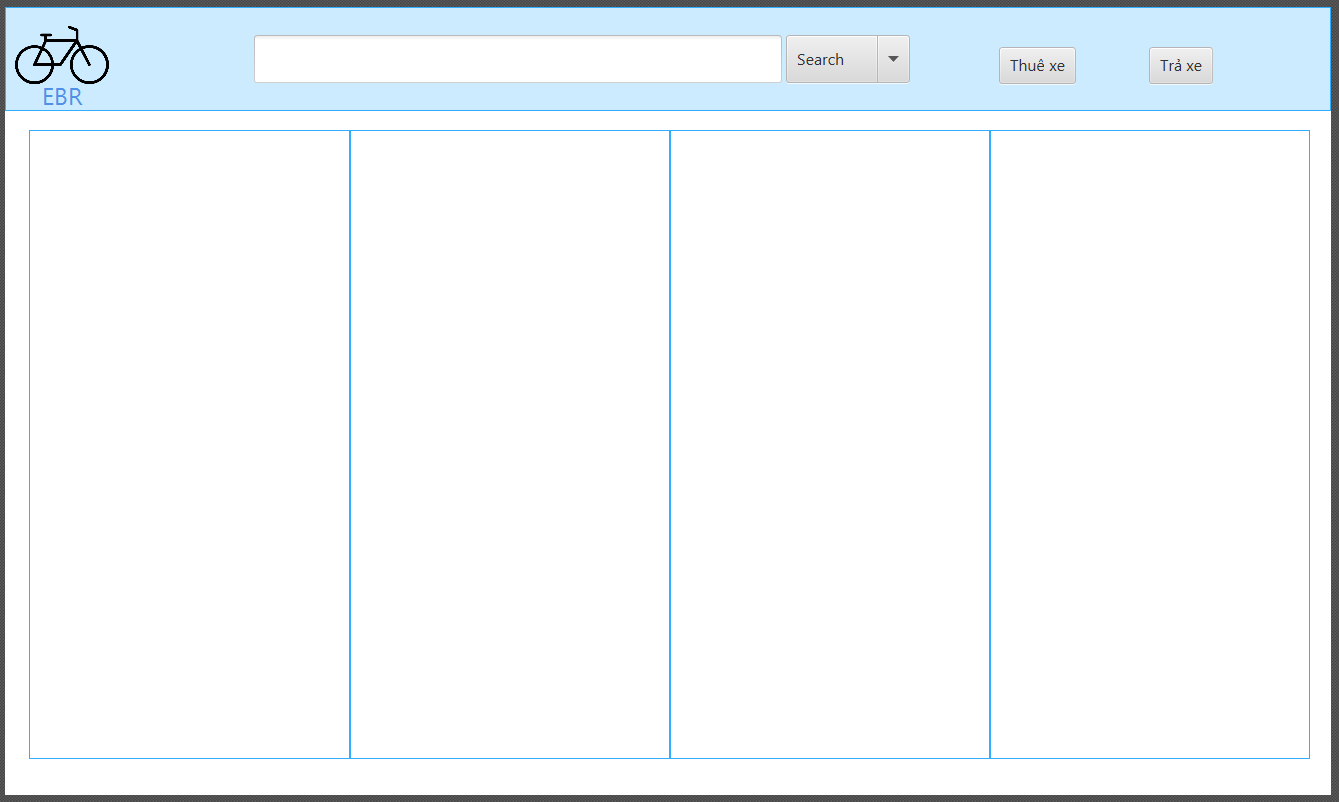 EBR
Search
Thuê xe
Trả xe